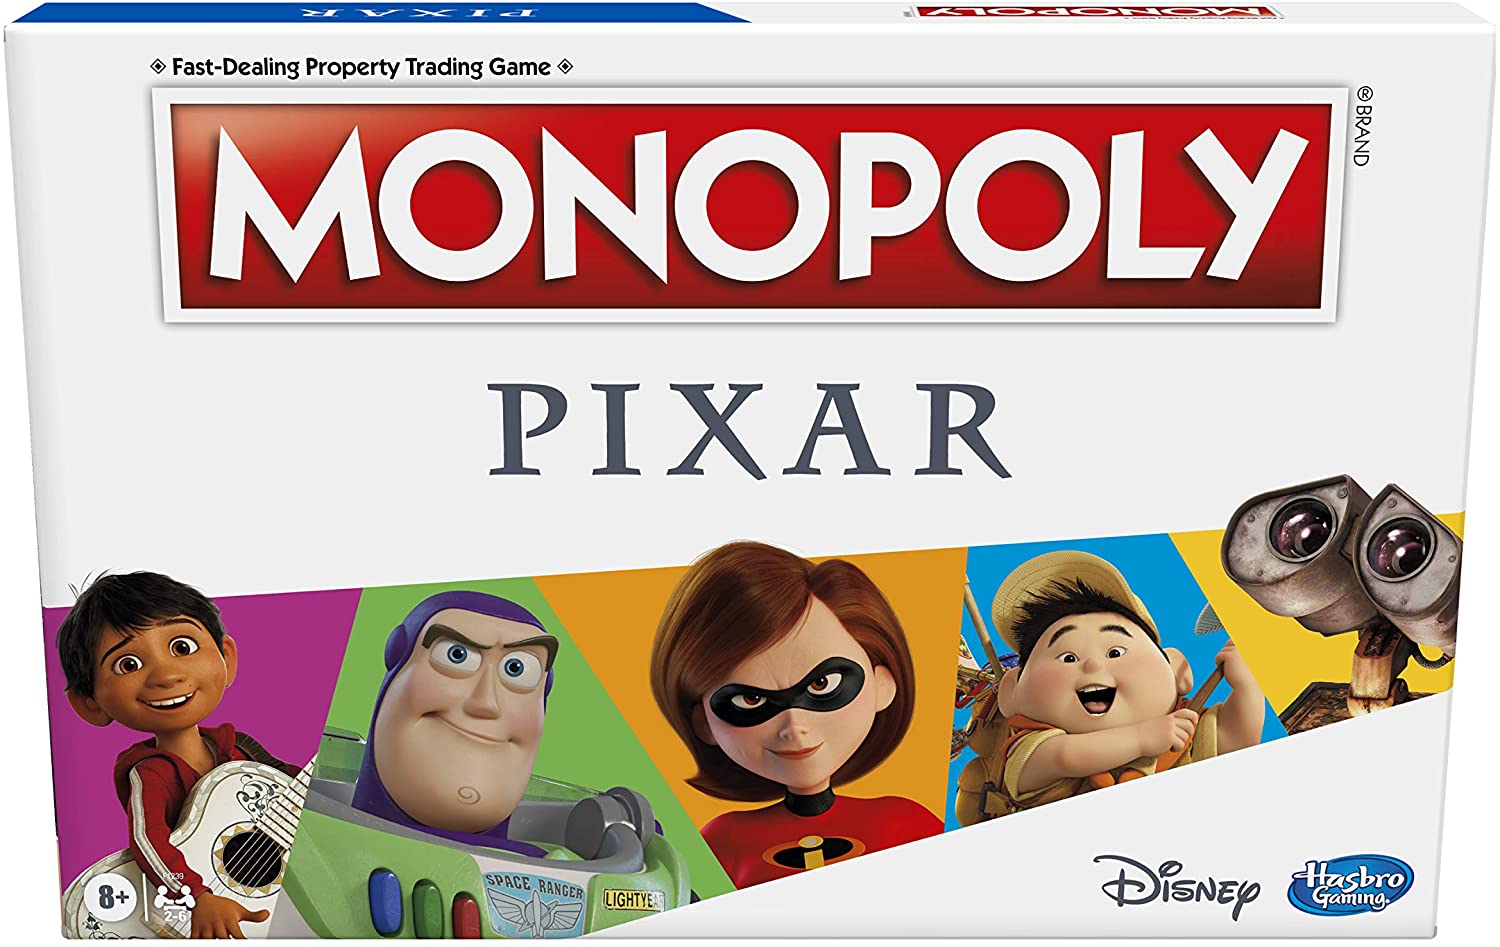 PIXAR
MONOPOLY
Fast-Dealing Property Trading Game
MONOPOLY
® BRAND
PIXAR
SPACE RANGER
LIGHTYEAR
8+
2-6
Disney
Hasbro
Gaming